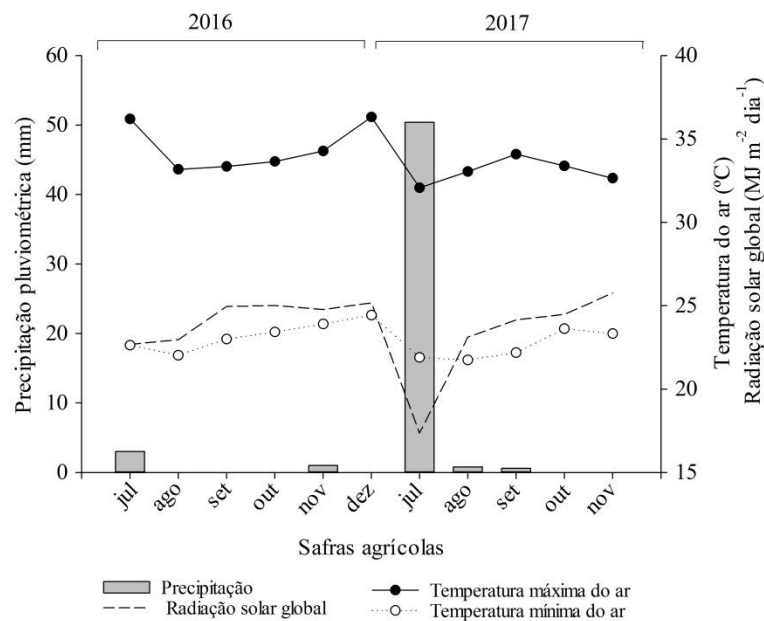 2016 2017
60 40
50 35
40
30 30
20 25
20
10
0 15
Precipitação pluviométrica (mm)
Temperatura do ar (ºC)
Radiação solar global (MJ m⁻² dia⁻¹)
jul ago set out nov dez jul ago set out nov
Safras agrícolas
Precipitação Temperatura máxima do ar
Radiação solar global Temperatura mínima do ar